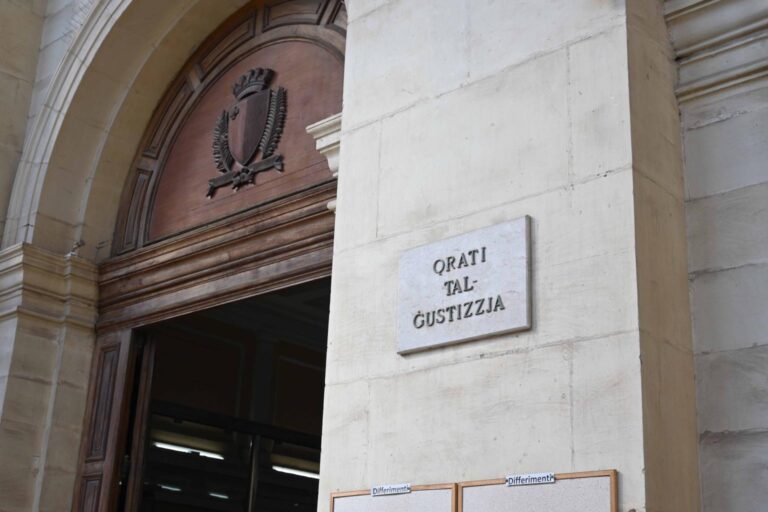 QRATI
TAL-
ĠUSTIZZJA
Differimenti
Differimenti